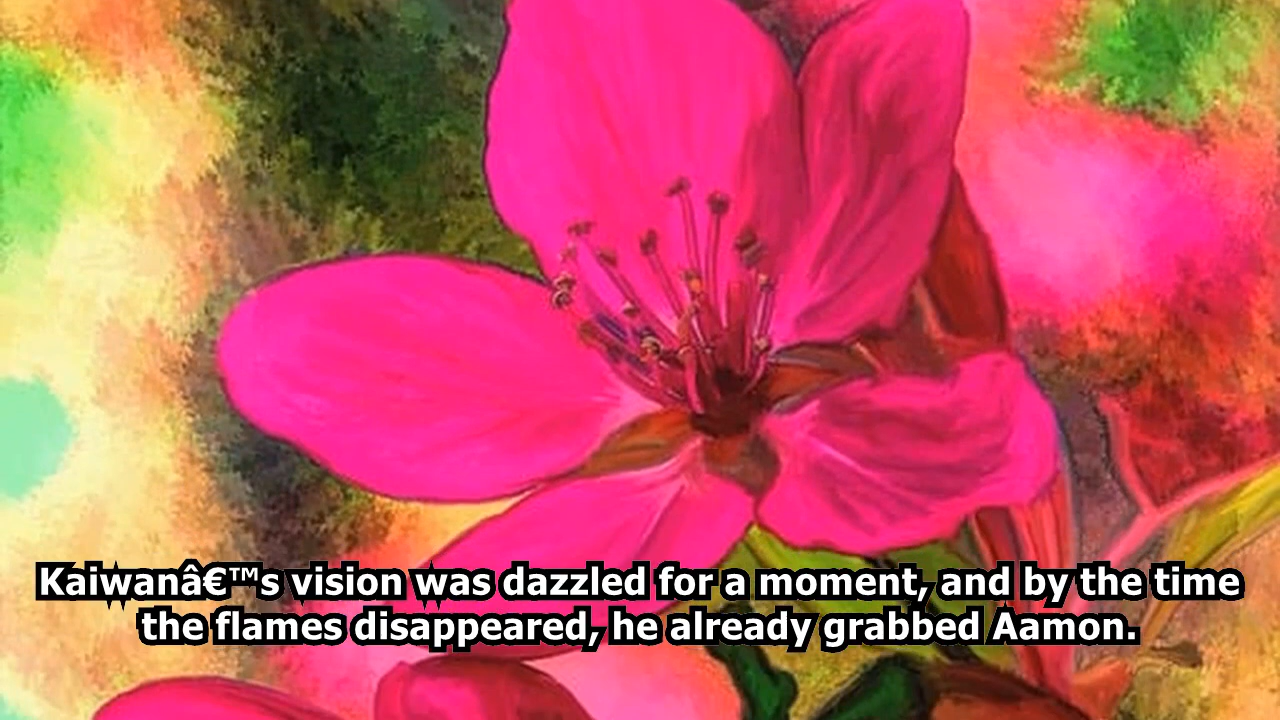 Kaiwanâ€™s vision was dazzled for a moment, and by the time
the flames disappeared, he already grabbed Aamon.